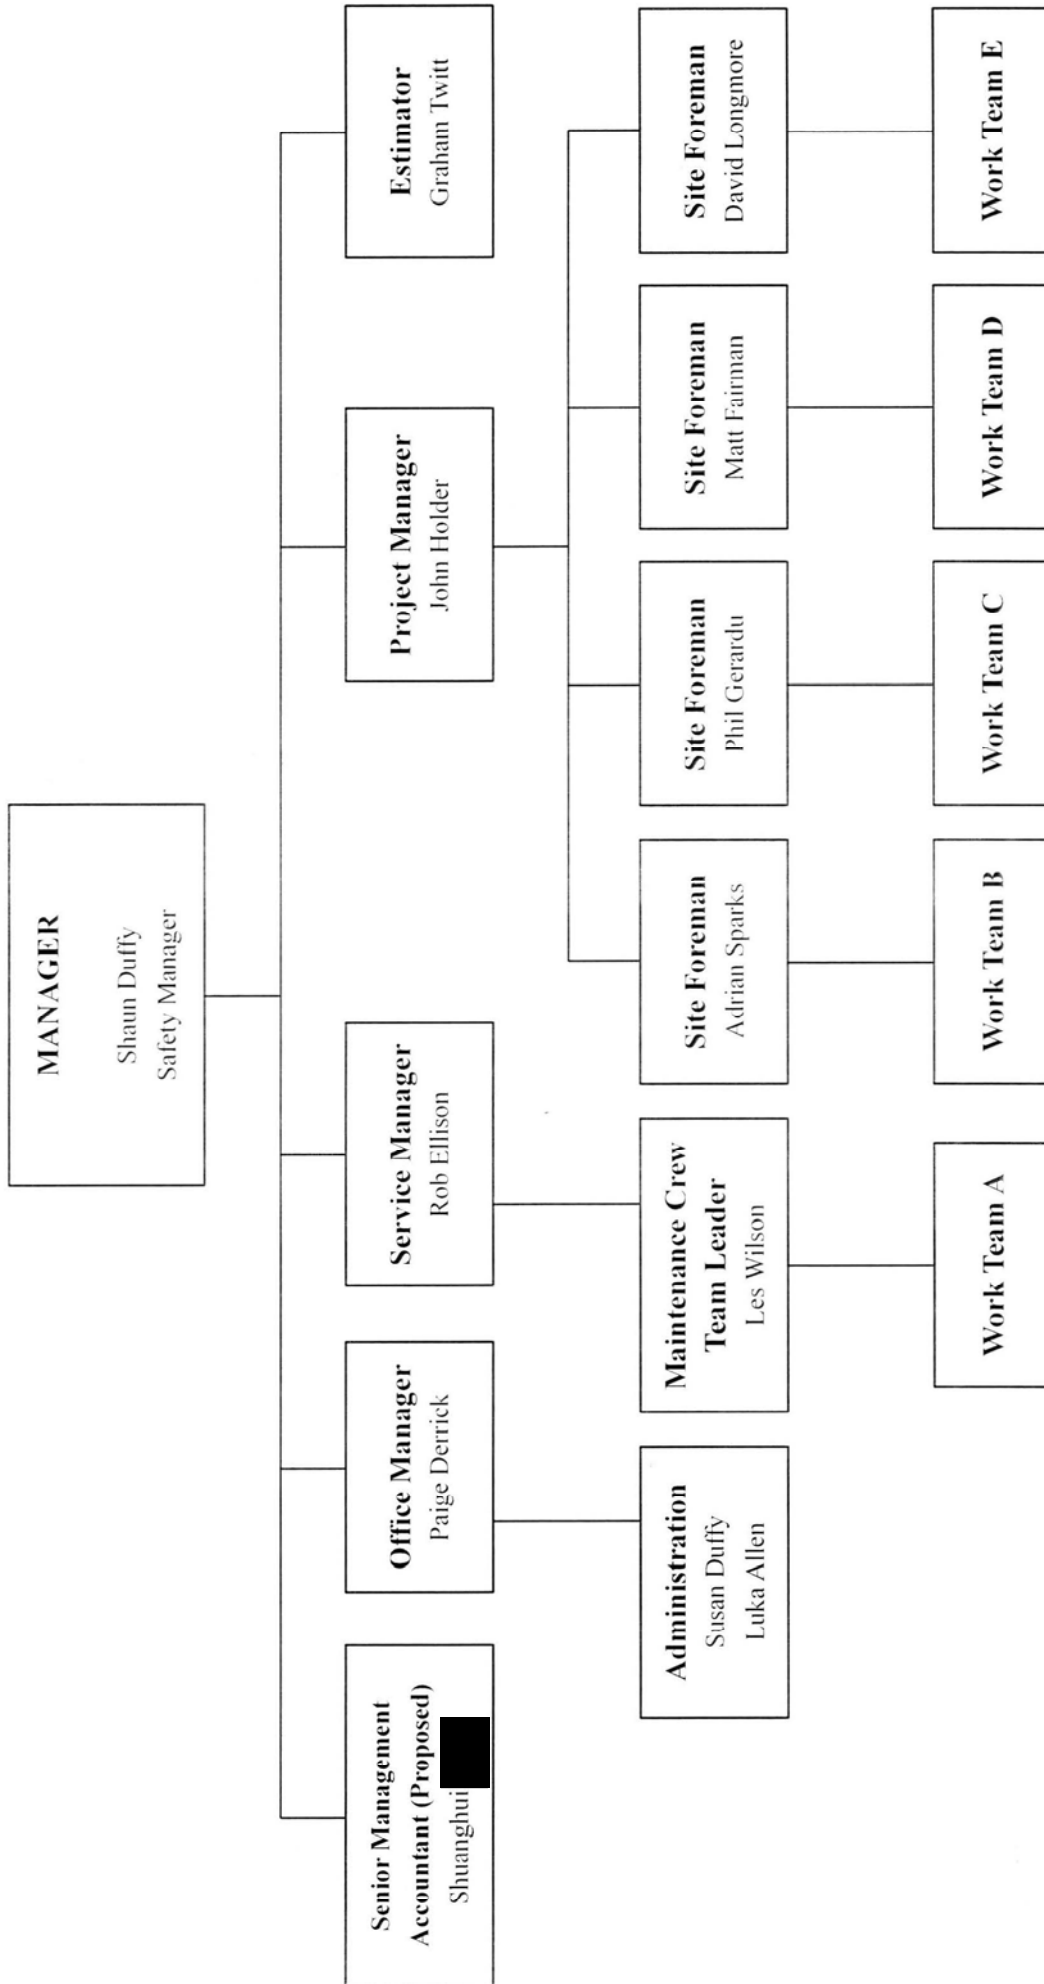 MANAGER
Shaun Duffy
Safety Manager
Senior Management
Accountant (Proposed)
Shuanghui
Office Manager
Paige Derrick
Service Manager
Rob Ellison
Project Manager
John Holder
Estimator
Graham Twitt
Administration
Susan Duffy
Luka Allen
Maintenance Crew
Team Leader
Les Wilson
Site Foreman
Adrian Sparks
Site Foreman
Phil Gerardu
Site Foreman
Matt Fairman
Site Foreman
David Longmore
Work Team A
Work Team B
Work Team C
Work Team D
Work Team E